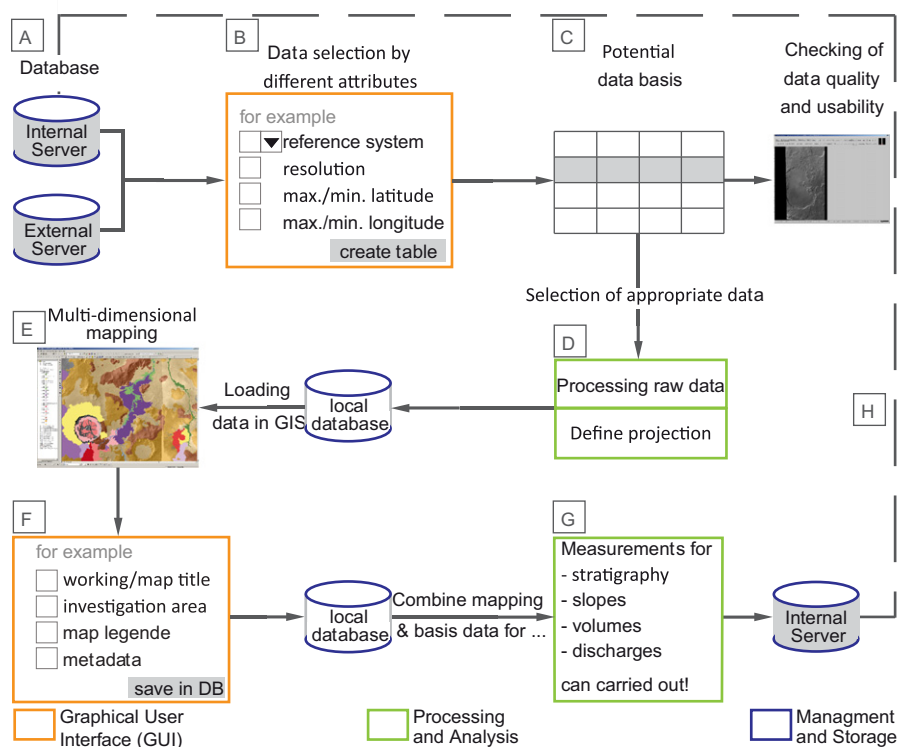 A
Database
Internal
Server
External
Server
B
Data selection by
different attributes
for example
reference system
resolution
max./min. latitude
max./min. longitude
create table
C
Potential
data basis
Checking of
data quality
and usability
Selection of appropriate data
D
Processing raw data
Define projection
local
database
Loading
data in GIS
E
Multi-dimensional
mapping
H
F
for example
working/map title
investigation area
map legende
metadata
save in DB
local
database
Combine mapping
& basis data for ...
G
Measurements for
- stratigraphy
- slopes
- volumes
- discharges
can carried out!
Internal
Server
Graphical User
Interface (GUI)
Processing
and Analysis
Managment
and Storage